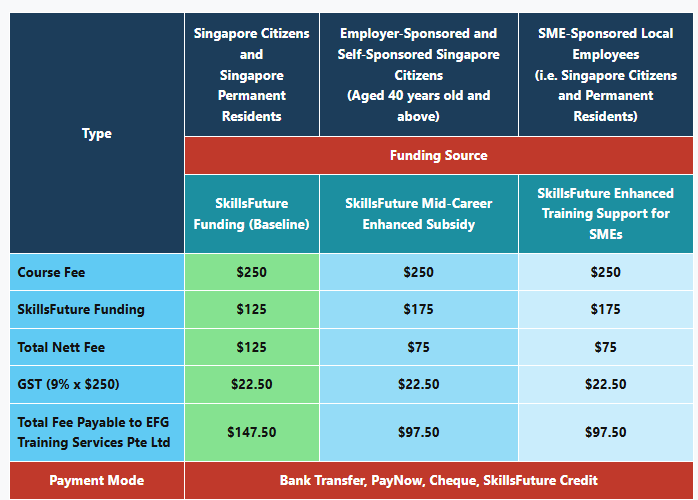 Type
Singapore Citizens
and
Singapore
Permanent
Residents
Employer-Sponsored and
Self-Sponsored Singapore
Citizens
(Aged 40 years old and
above)
SME-Sponsored Local
Employees
(i.e. Singapore Citizens
and Permanent
Residents)
Funding Source
SkillsFuture
Funding (Baseline)
SkillsFuture Mid-Career
Enhanced Subsidy
SkillsFuture Enhanced
Training Support for
SMEs
Course Fee $250 $250 $250
SkillsFuture Funding $125 $175 $175
Total Nett Fee $125 $75 $75
GST (9% x $250) $22.50 $22.50 $22.50
Total Fee Payable to EFG
Training Services Pte Ltd
$147.50 $97.50 $97.50
Payment Mode Bank Transfer, PayNow, Cheque, SkillsFuture Credit